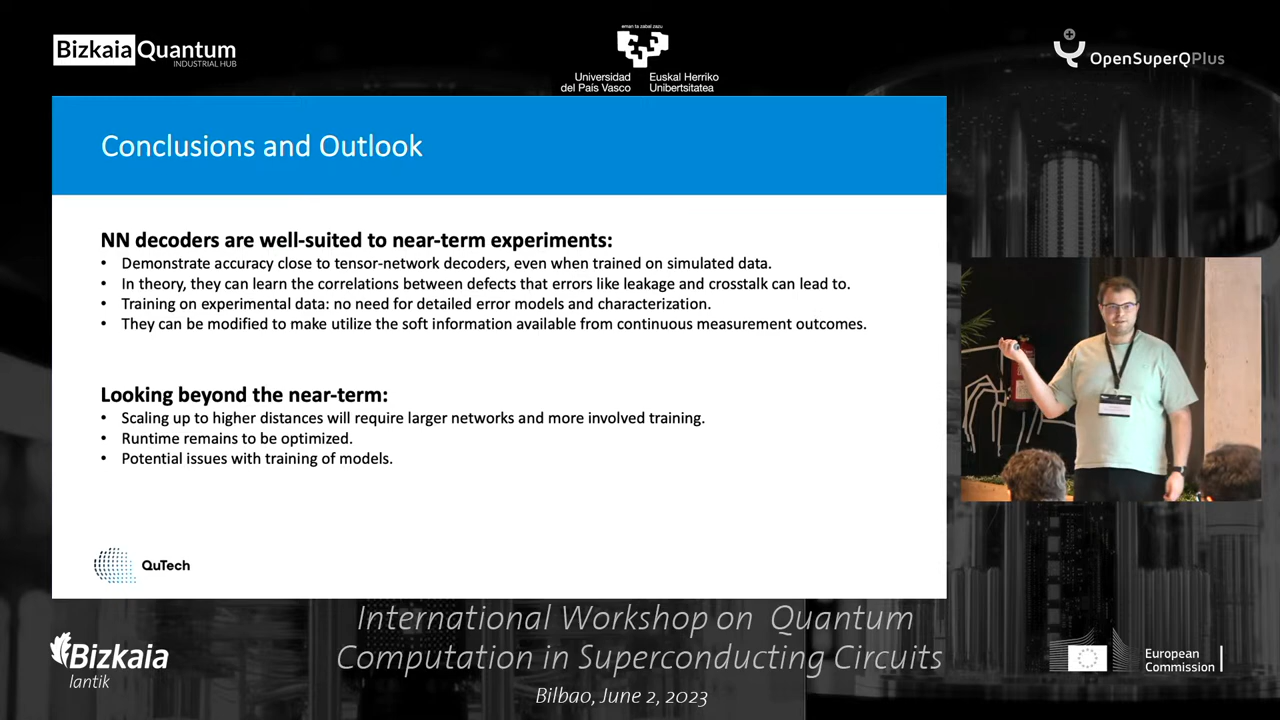 Bizkaia Quantum
INDUSTRIAL HUB
eman ta zabal zazu
Universidad
del País Vasco
Euskal Herriko
Unibertsitatea
OpenSuperQPlus
Conclusions and Outlook
NN decoders are well-suited to near-term experiments:
• Demonstrate accuracy close to tensor-network decoders, even when trained on simulated data.
• In theory, they can learn the correlations between defects that errors like leakage and crosstalk can lead to.
• Training on experimental data: no need for detailed error models and characterization.
• They can be modified to make utilize the soft information available from continuous measurement outcomes.
Looking beyond the near-term:
• Scaling up to higher distances will require larger networks and more involved training.
• Runtime remains to be optimized.
• Potential issues with training of models.
QuTech
International Workshop on Quantum
Computation in Superconducting Circuits
Bilbao, June 2, 2023
Bizkaia
lantik
European
Commission